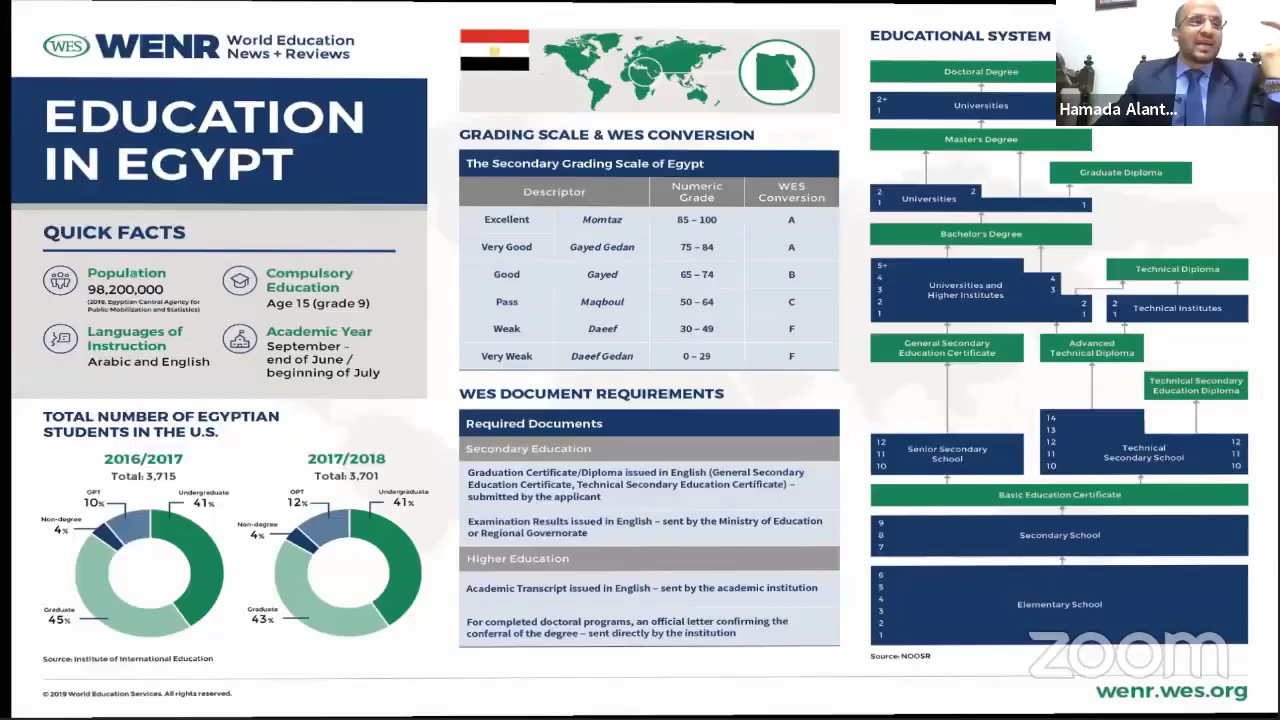 WES WENR World Education
News + Reviews
EDUCATION
IN EGYPT
QUICK FACTS
Population
98,200,000
(2018, Egyptian Central Agency for
Public Mobilization and Statistics)
Compulsory
Education
Age 15 (grade 9)
Languages of
Instruction
Arabic and English
Academic Year
September –
end of June /
beginning of July
TOTAL NUMBER OF EGYPTIAN
STUDENTS IN THE U.S.
2016/2017
Total: 3,715
OPT
10%
Undergraduate
41%
Non-degree
4%
Graduate
45%
2017/2018
Total: 3,701
OPT
12%
Undergraduate
41%
Non-degree
4%
Graduate
43%
Source: Institute of International Education
© 2019 World Education Services. All rights reserved.
GRADING SCALE & WES CONVERSION
The Secondary Grading Scale of Egypt
Descriptor
Numeric
Grade
WES
Conversion
Excellent Momtaz 85 – 100 A
Very Good Gayed Gedan 75 – 84 A
Good Gayed 65 – 74 B
Pass Maqboul 50 – 64 C
Weak Daeef 30 – 49 F
Very Weak Daeef Gedan 0 – 29 F
WES DOCUMENT REQUIREMENTS
Required Documents
Secondary Education
Graduation Certificate/Diploma issued in English (General Secondary
Education Certificate, Technical Secondary Education Certificate) –
submitted by the applicant
Examination Results issued in English – sent by the Ministry of Education
or Regional Governorate
Higher Education
Academic Transcript issued in English – sent by the academic institution
For completed doctoral programs, an official letter confirming the
conferral of the degree – sent directly by the institution
EDUCATIONAL SYSTEM
Doctoral Degree
2+
1
Universities
Master's Degree
Graduate Diploma
2
1
Universities
2
1
Bachelor's Degree
5+
4
3
2
1
Universities and
Higher Institutes
4
3
2
1
Technical Diploma
2
1
Technical Institutes
General Secondary
Education Certificate
Advanced
Technical Diploma
Technical Secondary
Education Diploma
12
11
10
Senior Secondary
School
14
13
12
11
10
Technical
Secondary School
12
11
10
Basic Education Certificate
9
8
7
Secondary School
6
5
4
3
2
1
Elementary School
Source: NOOSR
wenr.wes.org
Hamada Alant...
zoom